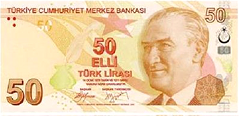 TÜRKİYE CUMHURİYET MERKEZ BANKASI
50
50
ELLİ
TÜRK LİRASI
50